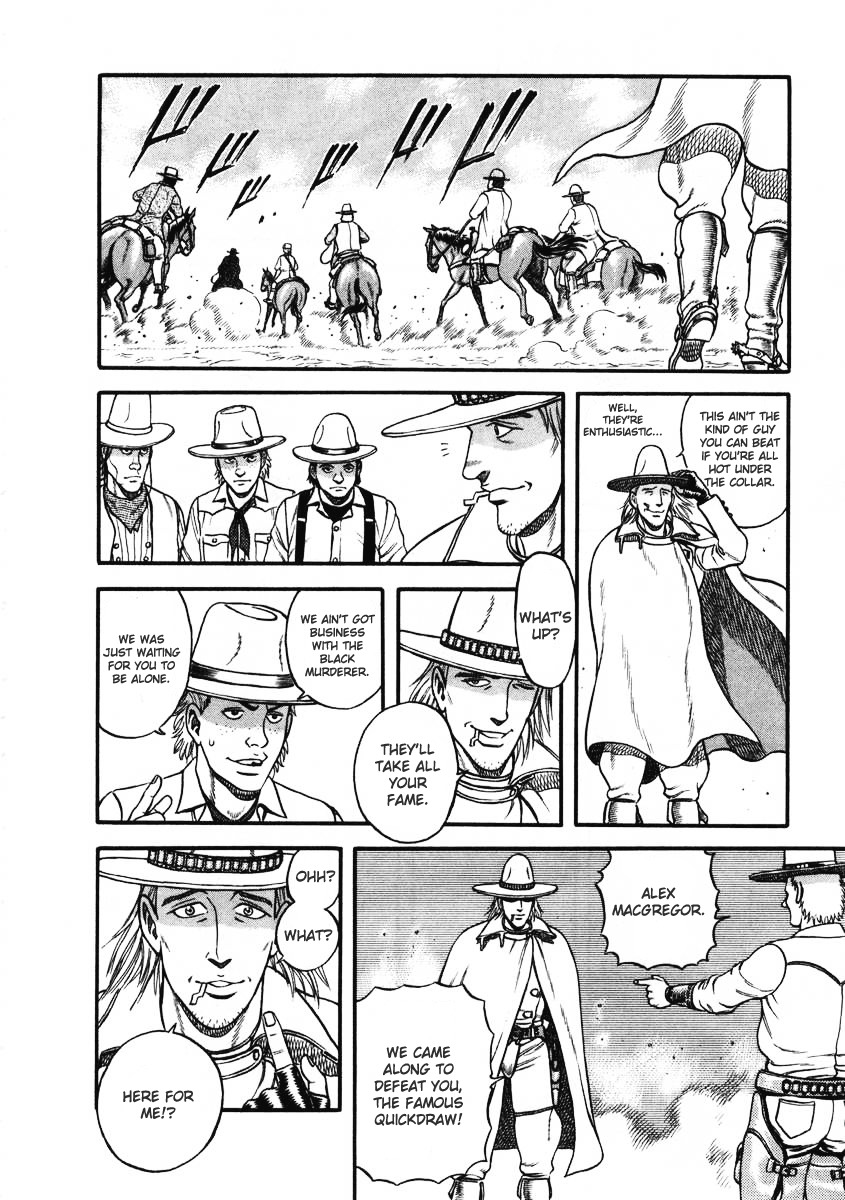 THIS AIN'T THE
KIND OF GUY
YOU CAN BEAT
IF YOU'RE ALL
HOT UNDER
THE COLLAR.
WELL,
THEY'RE
ENTHUSIASTIC...
WHAT'S
UP?
THEY'LL
TAKE ALL
YOUR
FAME.
WE AIN'T GOT
BUSINESS
WITH THE
BLACK
MURDERER.
WE WAS
JUST WAITING
FOR YOU TO
BE ALONE.
ALEX
MACGREGOR.
WE CAME
ALONG TO
DEFEAT YOU,
THE FAMOUS
QUICKDRAW!
OHH?
WHAT?
HERE FOR
ME!?